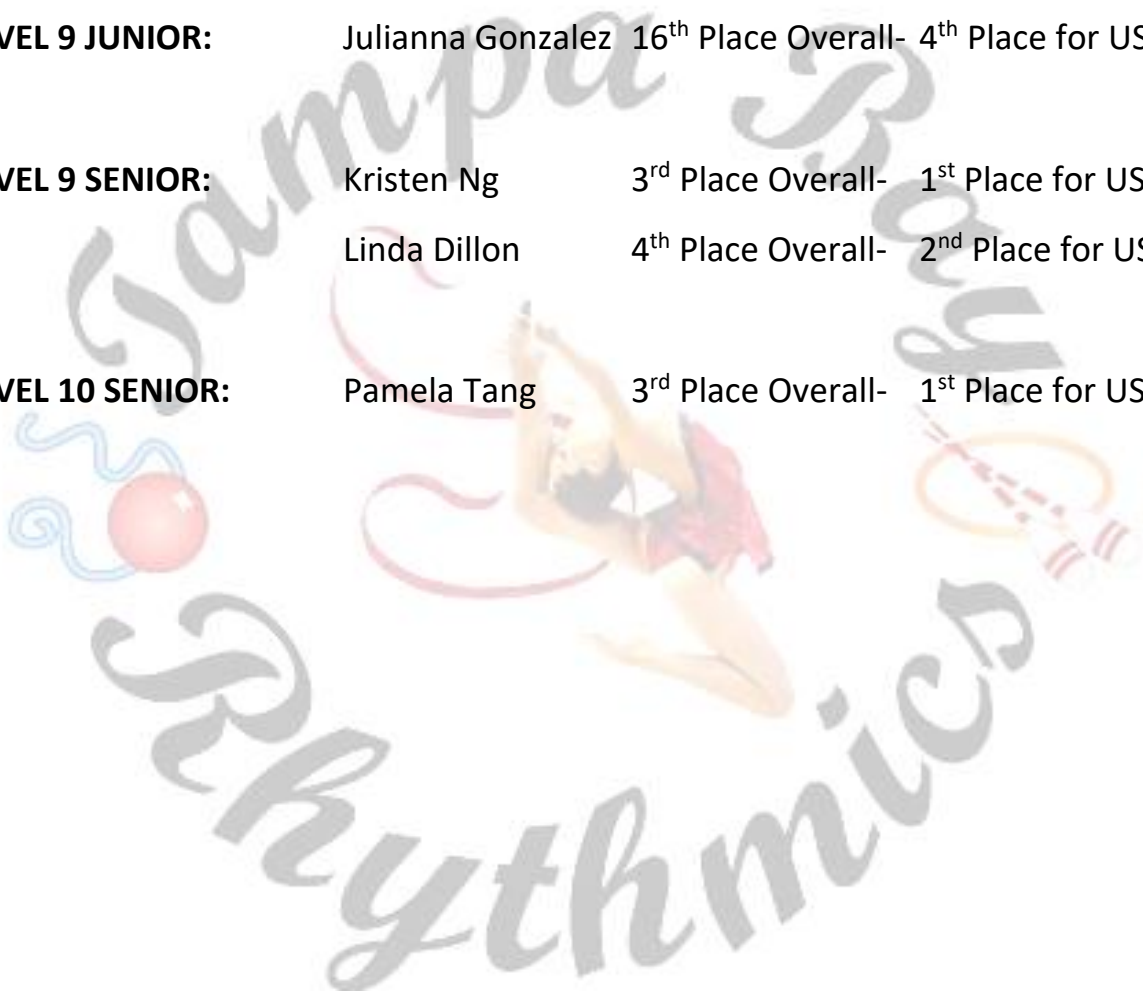 VEL 9 JUNIOR: Julianna Gonzalez 16th Place Overall- 4th Place for US
VEL 9 SENIOR: Kristen Ng 3rd Place Overall- 1st Place for US
Linda Dillon 4th Place Overall- 2nd Place for US
VEL 10 SENIOR: Pamela Tang 3rd Place Overall- 1st Place for US
Tampa Bay
Rhythmics